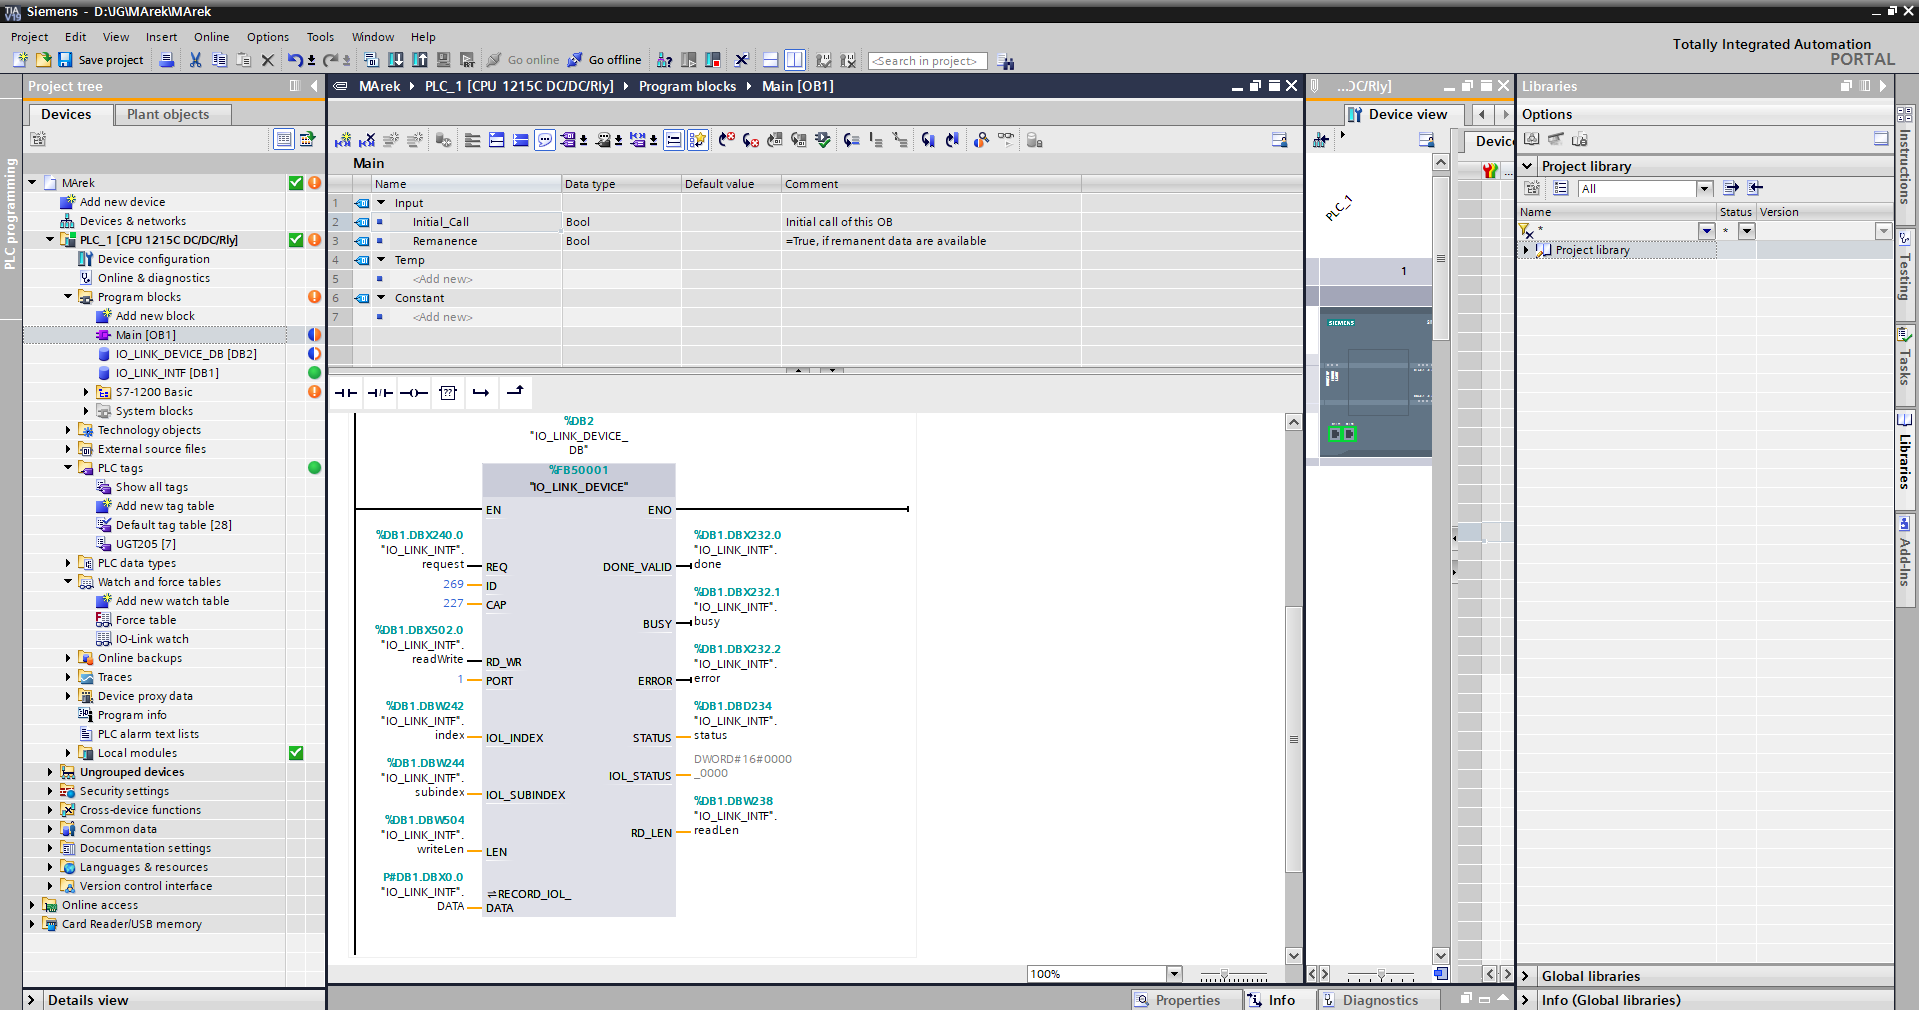 Siemens - D:\JG\MArek\MArek
Project Edit View Insert Online Options Tools Window Help
Totally Integrated Automation
PORTAL
Save project
Go online
Go offline
<Search in project>
Project tree
Devices
Plant objects
PLC programming
MArek
Add new device
Devices & networks
PLC_1 [CPU 1215C DC/DC/Rly]
Device configuration
Online & diagnostics
Program blocks
Add new block
Main [OB1]
IO_LINK_DEVICE_DB [DB2]
IO_LINK_INTF [DB1]
S7-1200 Basic
System blocks
Technology objects
External source files
PLC tags
Show all tags
Add new tag table
Default tag table [28]
UGT205 [7]
PLC data types
Watch and force tables
Add new watch table
Force table
IO-Link watch
Online backups
Traces
Device proxy data
Program info
PLC alarm text lists
Local modules
Ungrouped devices
Security settings
Cross-device functions
Common data
Documentation settings
Languages & resources
Version control interface
Online access
Card Reader/USB memory
Details view
MArek PLC_1 [CPU 1215C DC/DC/Rly] Program blocks Main [OB1]
Main
Name Data type Default value Comment
1 Input
2 Initial_Call Bool Initial call of this OB
3 Remanence Bool =True, if remanent data are available
4 Temp
5 <Add new>
6 Constant
7 <Add new>
%DB2
"IO_LINK_DEVICE_
DB"
%FB50001
"IO_LINK_DEVICE"
EN ENO
%DB1.DBX240.0
"IO_LINK_INTF".
request REQ
269 ID
227 CAP
%DB1.DBX502.0
"IO_LINK_INTF".
readWrite RD_WR
1 PORT
%DB1.DBW242
"IO_LINK_INTF".
index IOL_INDEX
%DB1.DBW244
"IO_LINK_INTF".
subindex IOL_SUBINDEX
%DB1.DBW504
"IO_LINK_INTF".
writeLen LEN
P#DB1.DBX0.0
"IO_LINK_INTF".
DATA
RECORD_IOL_
DATA
%DB1.DBX232.0
"IO_LINK_INTF".
DONE_VALID done
%DB1.DBX232.1
"IO_LINK_INTF".
BUSY busy
%DB1.DBX232.2
"IO_LINK_INTF".
ERROR error
%DB1.DBD234
"IO_LINK_INTF".
STATUS status
DWORD#16#0000
IOL_STATUS _0000
%DB1.DBW238
"IO_LINK_INTF".
RD_LEN readLen
100%
Properties Info Diagnostics
...DC/Rly]
Device view
Devic
PLC_1
1
SIEMENS
Libraries
Options
Project library
All
Name Status Version
Project library
Global libraries
Info (Global libraries)
Instructions
Testing
Tasks
Libraries
Add-Ins